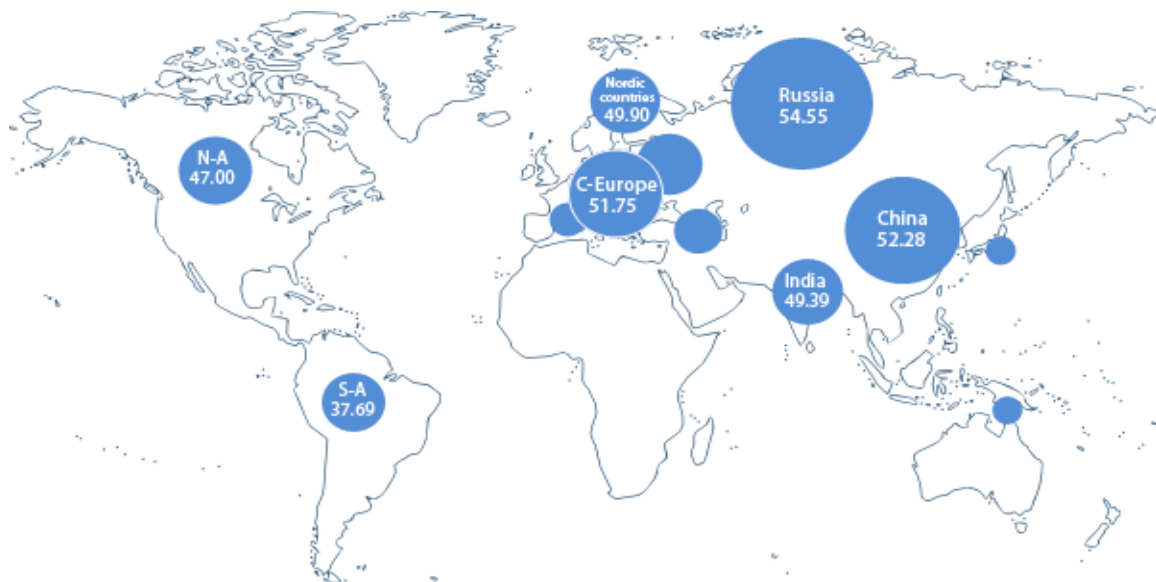 Nordic
countries
49.90
Russia
54.55
N-A
47.00
C-Europe
51.75
China
52.28
India
49.39
S-A
37.69